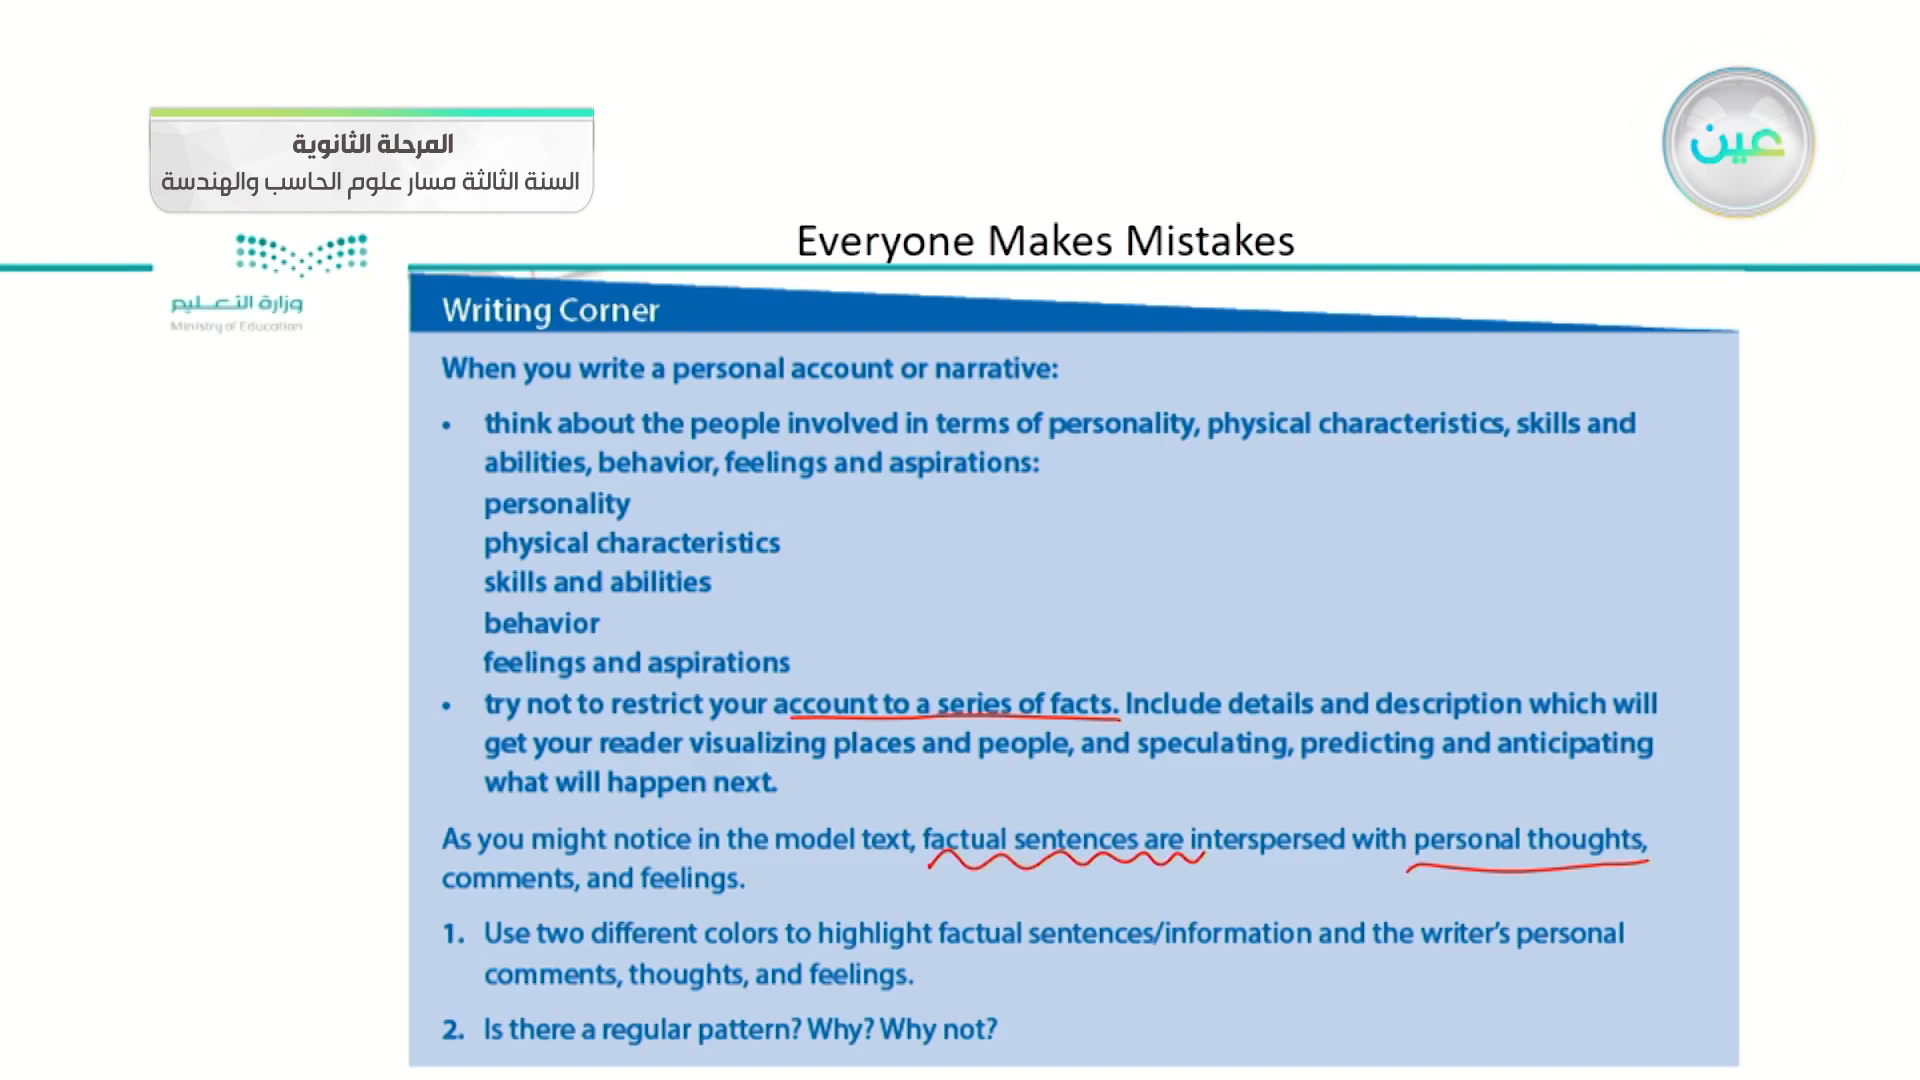 المرحلة الثانوية
السنة الثالثة مسار علوم الحاسب والهندسة
عين
Everyone Makes Mistakes
وزارة التعليم
Ministry of Education
Writing Corner
When you write a personal account or narrative:
• think about the people involved in terms of personality, physical characteristics, skills and
abilities, behavior, feelings and aspirations:
personality
physical characteristics
skills and abilities
behavior
feelings and aspirations
• try not to restrict your account to a series of facts. Include details and description which will
get your reader visualizing places and people, and speculating, predicting and anticipating
what will happen next.
As you might notice in the model text, factual sentences are interspersed with personal thoughts,
comments, and feelings.
1. Use two different colors to highlight factual sentences/information and the writer's personal
comments, thoughts, and feelings.
2. Is there a regular pattern? Why? Why not?